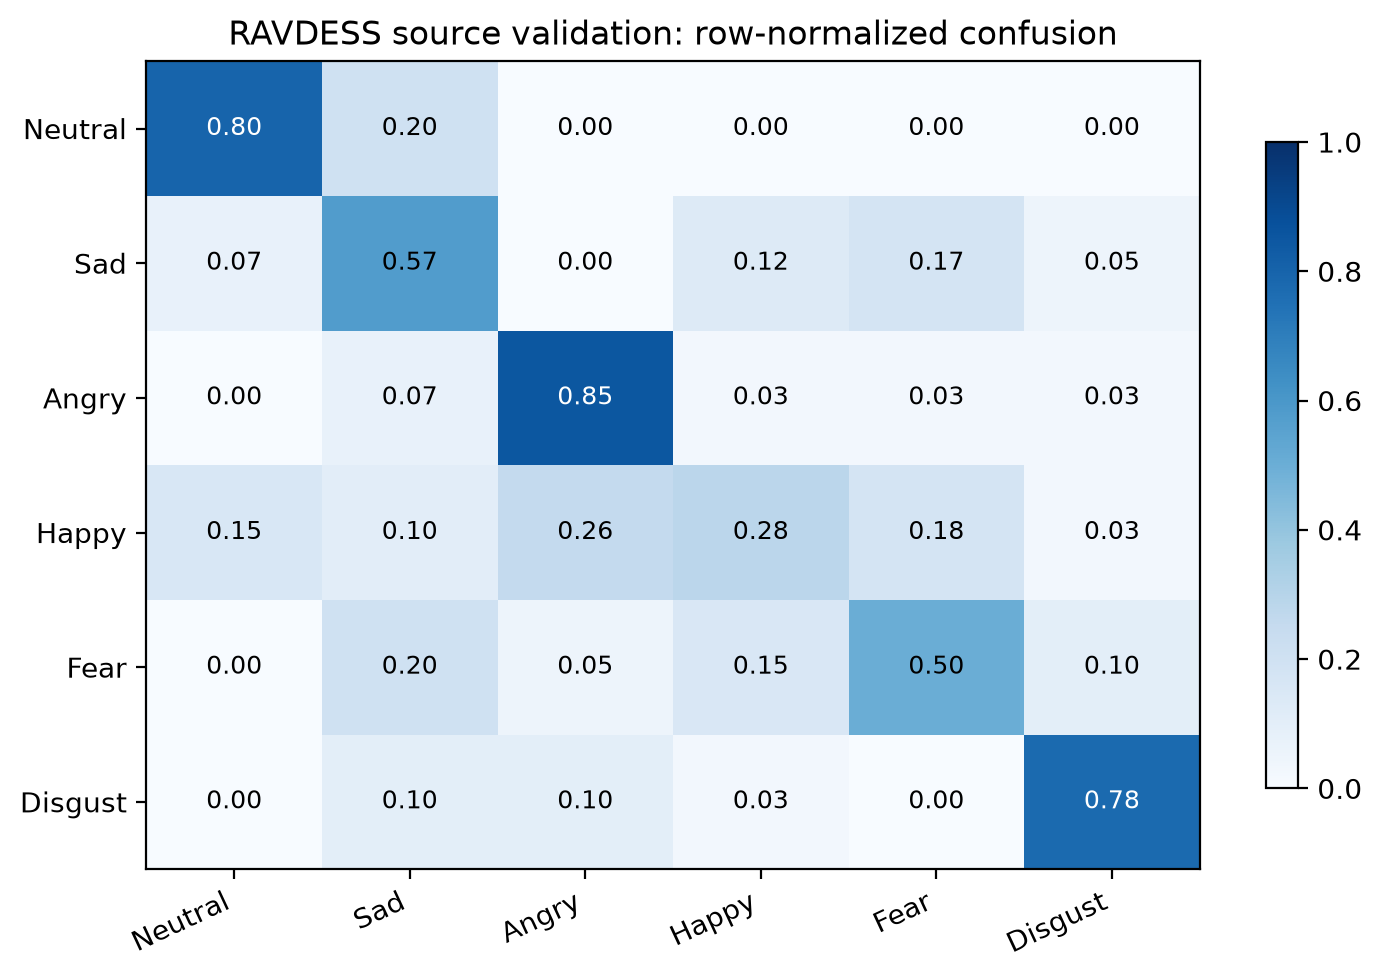 RAVDESS source validation: row-normalized confusion
Neutral 0.80 0.20 0.00 0.00 0.00 0.00
Sad 0.07 0.57 0.00 0.12 0.17 0.05
Angry 0.00 0.07 0.85 0.03 0.03 0.03
Happy 0.15 0.10 0.26 0.28 0.18 0.03
Fear 0.00 0.20 0.05 0.15 0.50 0.10
Disgust 0.00 0.10 0.10 0.03 0.00 0.78
Neutral Sad Angry Happy Fear Disgust
1.0
0.8
0.6
0.4
0.2
0.0